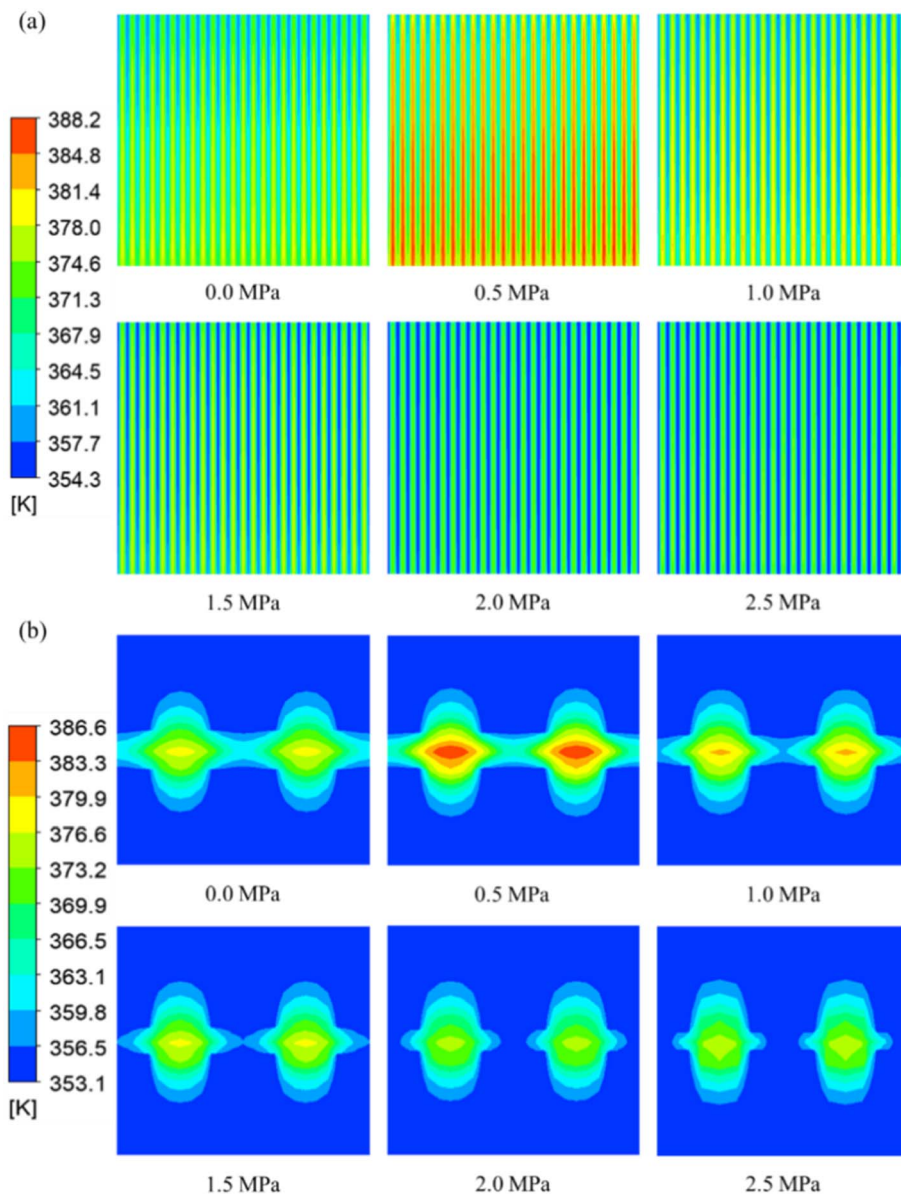 (a)
388.2
384.8
381.4
378.0
374.6
371.3
367.9
364.5
361.1
357.7
354.3
[K]
0.0 MPa
0.5 MPa
1.0 MPa
1.5 MPa
2.0 MPa
2.5 MPa
(b)
386.6
383.3
379.9
376.6
373.2
369.9
366.5
363.1
359.8
356.5
353.1
[K]
0.0 MPa
0.5 MPa
1.0 MPa
1.5 MPa
2.0 MPa
2.5 MPa